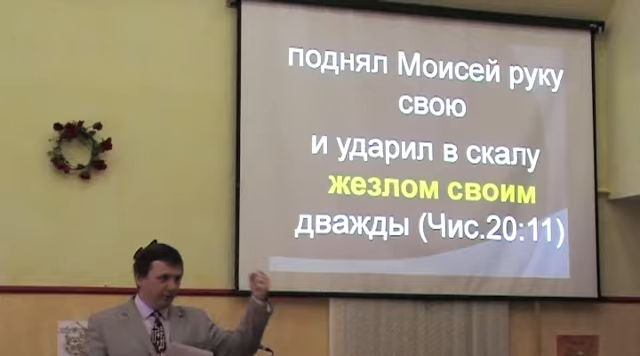 поднял Моисей руку
свою
и ударил в скалу
жезлом своим
дважды (Чис.20:11)